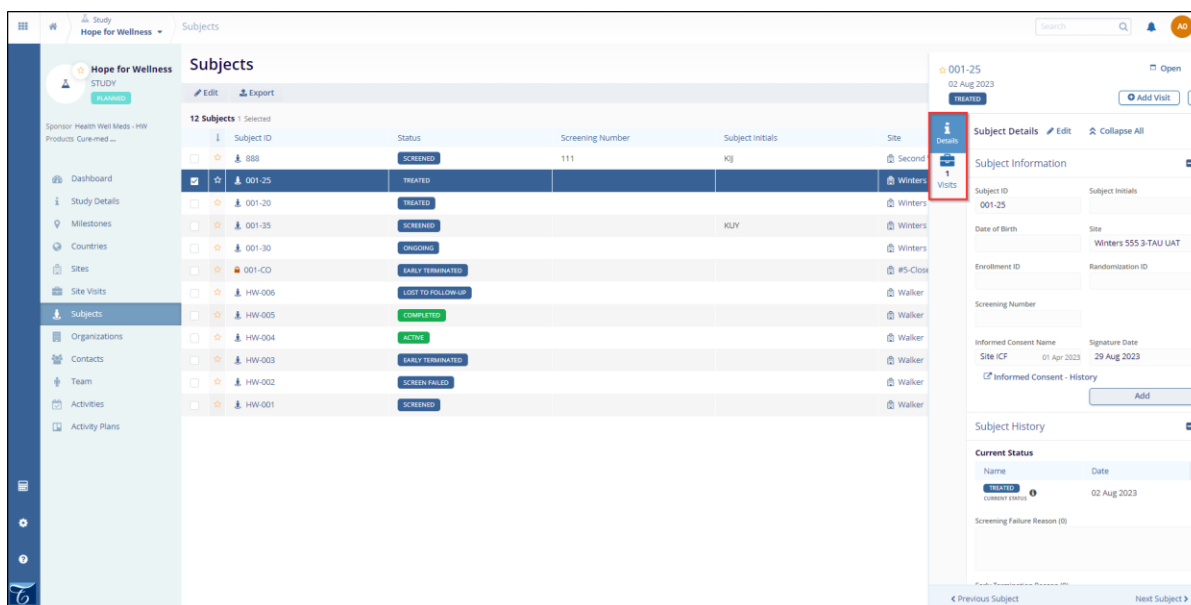 Study
Hope for Wellness
Subjects
Search
AO
Hope for Wellness
STUDY
PLANNED
Sponsor Health Well Meds - HW
Products Cure-med ...
Dashboard
Study Details
Milestones
Countries
Sites
Site Visits
Subjects
Organizations
Contacts
Team
Activities
Activity Plans
Subjects
Edit Export
12 Subjects 1 Selected
Subject ID Status Screening Number Subject Initials Site
888 SCREENED 111 KIJ Second
001-25 TREATED Winters
001-20 TREATED Winters
001-35 SCREENED KUY Winters
001-30 ONGOING Winters
001-CO EARLY TERMINATED #5-Close
HW-006 LOST TO FOLLOW-UP Walker
HW-005 COMPLETED Walker
HW-004 ACTIVE Walker
HW-003 EARLY TERMINATED Walker
HW-002 SCREEN FAILED Walker
HW-001 SCREENED Walker
001-25 Open
02 Aug 2023
TREATED Add Visit
Details
1
Visits
Subject Details Edit Collapse All
Subject Information
Subject ID Subject Initials
001-25
Date of Birth Site
Winters 555 3-TAU UAT
Enrollment ID Randomization ID
Screening Number
Informed Consent Name Signature Date
Site ICF 01 Apr 2023 29 Aug 2023
Informed Consent - History
Add
Subject History
Current Status
Name Date
TREATED 02 Aug 2023
CURRENT STATUS
Screening Failure Reason (0)
Early Termination Reason (0)
< Previous Subject Next Subject >